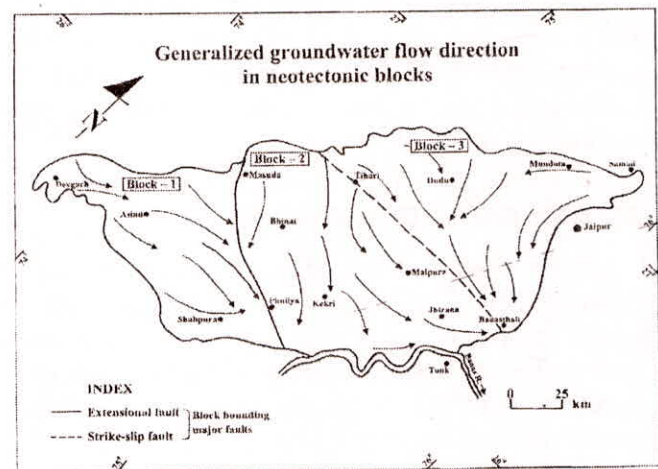 Generalized groundwater flow direction
in neotectonic blocks
N
Block - 3
Block - 2
Block - 1
Mundota
Masuda
Dudu
Devgarh
Asind
Bhinai
Jaipur
Malpura
Kekri
Phuliya
Shahpura
Jhirana
Banasthali
Tonk
Banas R.
INDEX
Extensional fault
Strike-slip fault
Block bounding
major faults
0 25
km